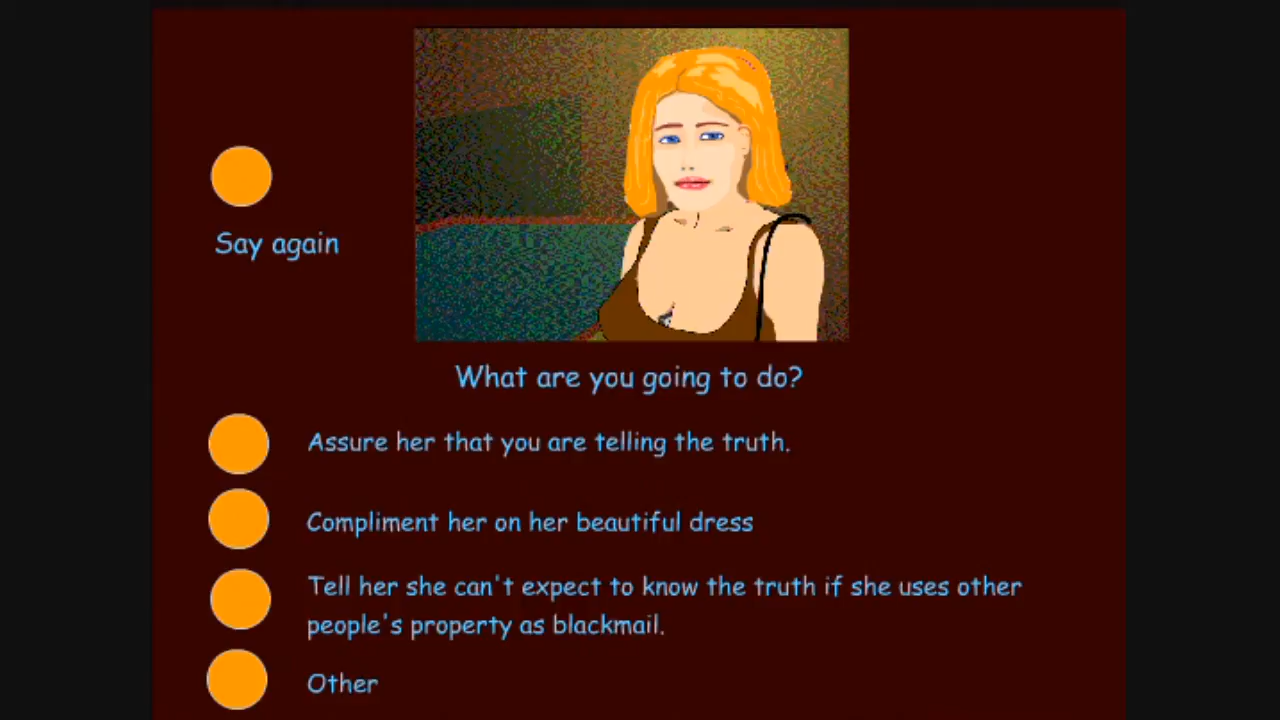 Say again
What are you going to do?
Assure her that you are telling the truth.
Compliment her on her beautiful dress
Tell her she can't expect to know the truth if she uses other
people's property as blackmail.
Other